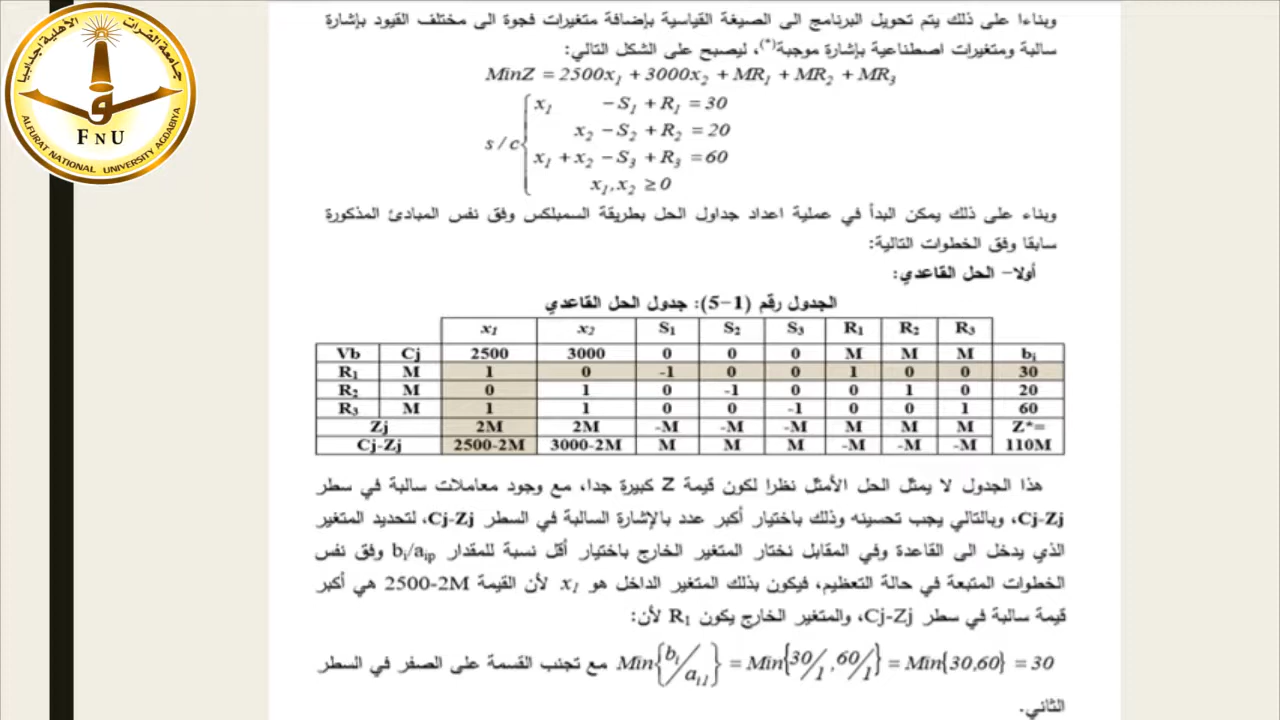 جامعة الفرات الأهلية اجدابيا
FNU
ALFURAT NATIONAL UNIVERSITY AGDABIYA
وبناءا على ذلك يتم تحويل البرنامج الى الصيغة القياسية بإضافة متغيرات فجوة الى مختلف القيود بإشارة
سالبة ومتغيرات اصطناعية بإشارة موجبة(*)، ليصبح على الشكل التالي:
MinZ = 2500x₁ + 3000x₂ + MR₁ + MR₂ + MR₃
x₁ − S₁ + R₁ = 30
x₂ − S₂ + R₂ = 20
s / c
x₁ + x₂ − S₃ + R₃ = 60
x₁, x₂ ≥ 0
وبناء على ذلك يمكن البدأ في عملية اعداد جداول الحل بطريقة السمبلكس وفق نفس المبادئ المذكورة
سابقا وفق الخطوات التالية:
أولا- الحل القاعدي:
الجدول رقم (1-5): جدول الحل القاعدي
x₁ x₂ S₁ S₂ S₃ R₁ R₂ R₃
Vb Cj 2500 3000 0 0 0 M M M bᵢ
R₁ M 1 0 -1 0 0 1 0 0 30
R₂ M 0 1 0 -1 0 0 1 0 20
R₃ M 1 1 0 0 -1 0 0 1 60
Zj 2M 2M -M -M -M M M M Z*=
Cj-Zj 2500-2M 3000-2M M M M -M -M -M 110M
هذا الجدول لا يمثل الحل الأمثل نظرا لكون قيمة Z كبيرة جدا، مع وجود معاملات سالبة في سطر
Cj-Zj، وبالتالي يجب تحسينه وذلك باختيار أكبر عدد بالإشارة السالبة في السطر Cj-Zj، لتحديد المتغير
الذي يدخل الى القاعدة وفي المقابل نختار المتغير الخارج باختيار أقل نسبة للمقدار bᵢ/aᵢₚ وفق نفس
الخطوات المتبعة في حالة التعظيم، فيكون بذلك المتغير الداخل هو x₁ لأن القيمة 2500-2M هي أكبر
قيمة سالبة في سطر Cj-Zj، والمتغير الخارج يكون R₁ لأن:
Min{bᵢ/aᵢ₁} = Min{30/1, 60/1} = Min{30,60} = 30 مع تجنب القسمة على الصفر في السطر
الثاني.